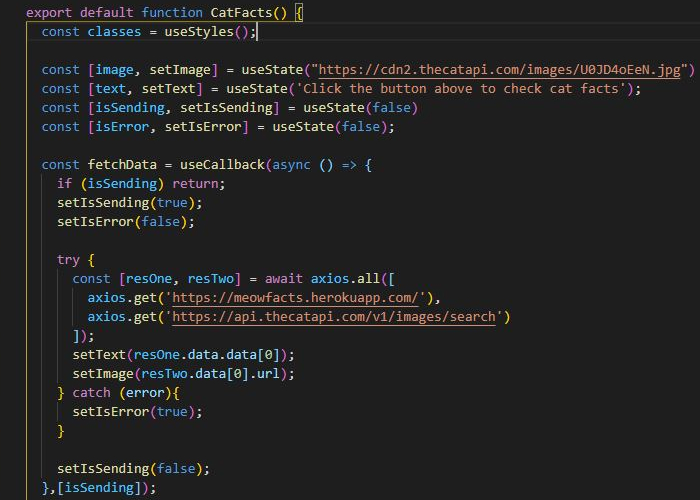 export default function CatFacts() {
const classes = useStyles();
const [image, setImage] = useState("https://cdn2.thecatapi.com/images/U0JD4oEeN.jpg")
const [text, setText] = useState('Click the button above to check cat facts');
const [isSending, setIsSending] = useState(false)
const [isError, setIsError] = useState(false);
const fetchData = useCallback(async () => {
if (isSending) return;
setIsSending(true);
setIsError(false);
try {
const [resOne, resTwo] = await axios.all([
axios.get('https://meowfacts.herokuapp.com/'),
axios.get('https://api.thecatapi.com/v1/images/search')
]);
setText(resOne.data.data[0]);
setImage(resTwo.data[0].url);
} catch (error){
setIsError(true);
}
setIsSending(false);
},[isSending]);